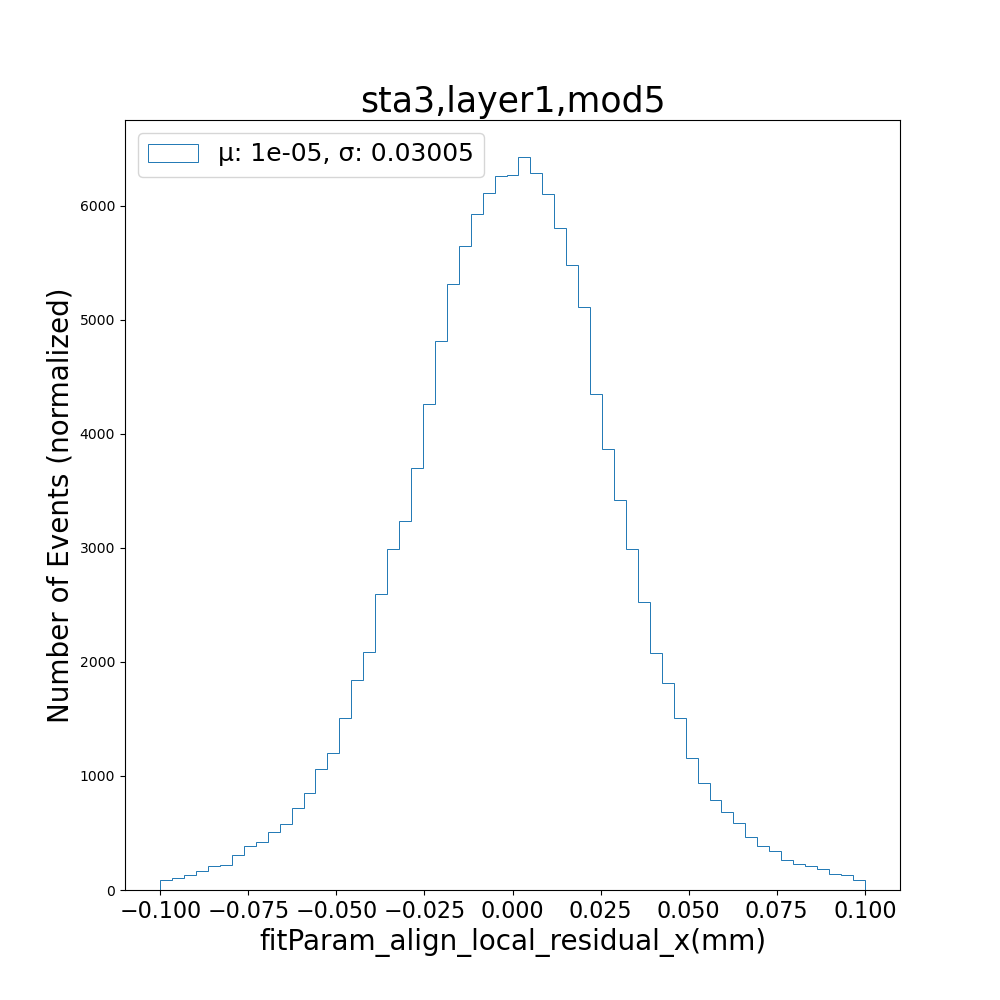 sta3,layer1,mod5
μ: 1e-05, σ: 0.03005
Number of Events (normalized)
6000
5000
4000
3000
2000
1000
0
−0.100 −0.075 −0.050 −0.025 0.000 0.025 0.050 0.075 0.100
fitParam_align_local_residual_x(mm)